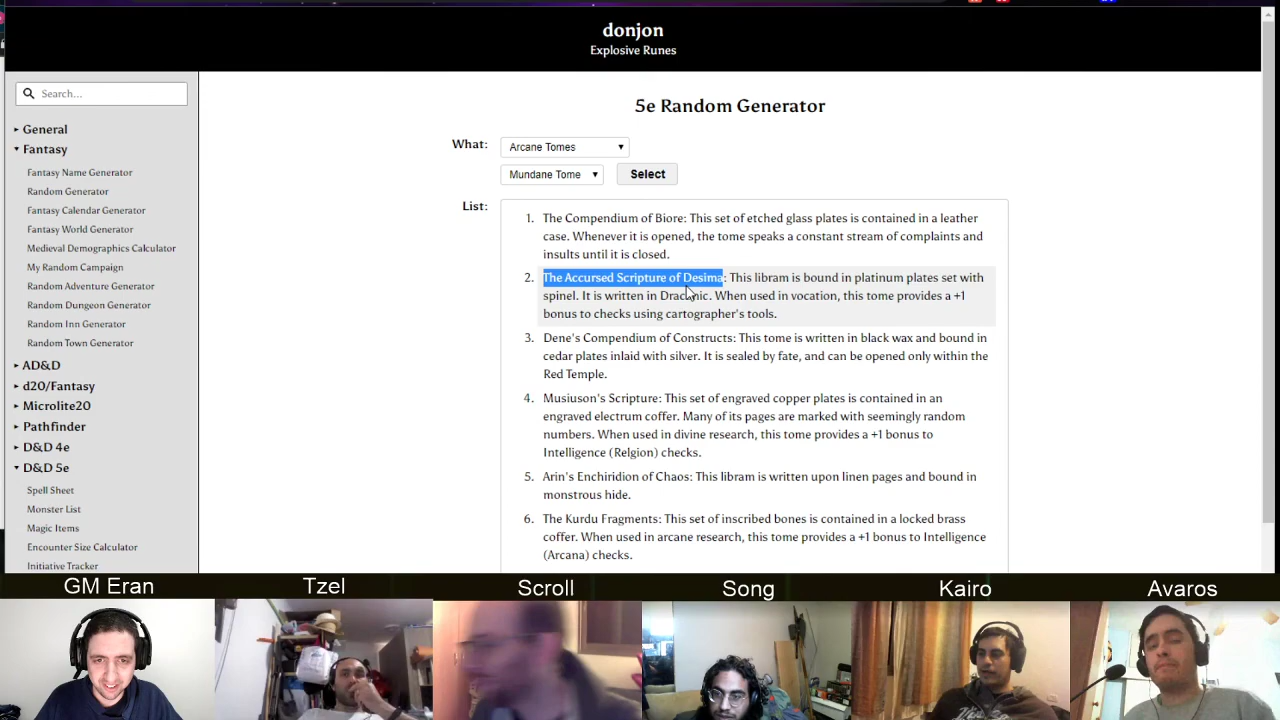 donjon
Explosive Runes
Search...
General
Fantasy
Fantasy Name Generator
Random Generator
Fantasy Calendar Generator
Fantasy World Generator
Medieval Demographics Calculator
My Random Campaign
Random Adventure Generator
Random Dungeon Generator
Random Inn Generator
Random Town Generator
AD&D
d20/Fantasy
Microlite20
Pathfinder
D&D 4e
D&D 5e
Spell Sheet
Monster List
Magic Items
Encounter Size Calculator
Initiative Tracker
5e Random Generator
What:
Arcane Tomes
Mundane Tome
Select
List:
1. The Compendium of Biore: This set of etched glass plates is contained in a leather
case. Whenever it is opened, the tome speaks a constant stream of complaints and
insults until it is closed.
2. The Accursed Scripture of Desima: This libram is bound in platinum plates set with
spinel. It is written in Draconic. When used in vocation, this tome provides a +1
bonus to checks using cartographer's tools.
3. Dene's Compendium of Constructs: This tome is written in black wax and bound in
cedar plates inlaid with silver. It is sealed by fate, and can be opened only within the
Red Temple.
4. Musiuson's Scripture: This set of engraved copper plates is contained in an
engraved electrum coffer. Many of its pages are marked with seemingly random
numbers. When used in divine research, this tome provides a +1 bonus to
Intelligence (Relgion) checks.
5. Arin's Enchiridion of Chaos: This libram is written upon linen pages and bound in
monstrous hide.
6. The Kurdu Fragments: This set of inscribed bones is contained in a locked brass
coffer. When used in arcane research, this tome provides a +1 bonus to Intelligence
(Arcana) checks.
GM Eran
Tzel
Scroll
Song
Kairo
Avaros